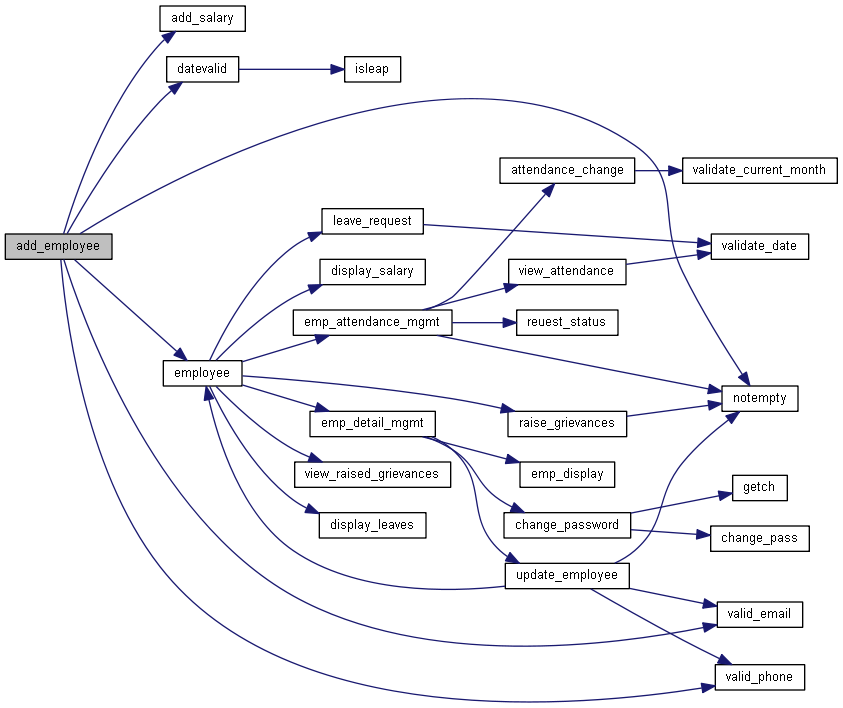 add_salary
datevalid
isleap
attendance_change
validate_current_month
leave_request
add_employee
validate_date
display_salary
view_attendance
emp_attendance_mgmt
reuest_status
employee
notempty
emp_detail_mgmt
raise_grievances
view_raised_grievances
emp_display
getch
display_leaves
change_password
change_pass
update_employee
valid_email
valid_phone